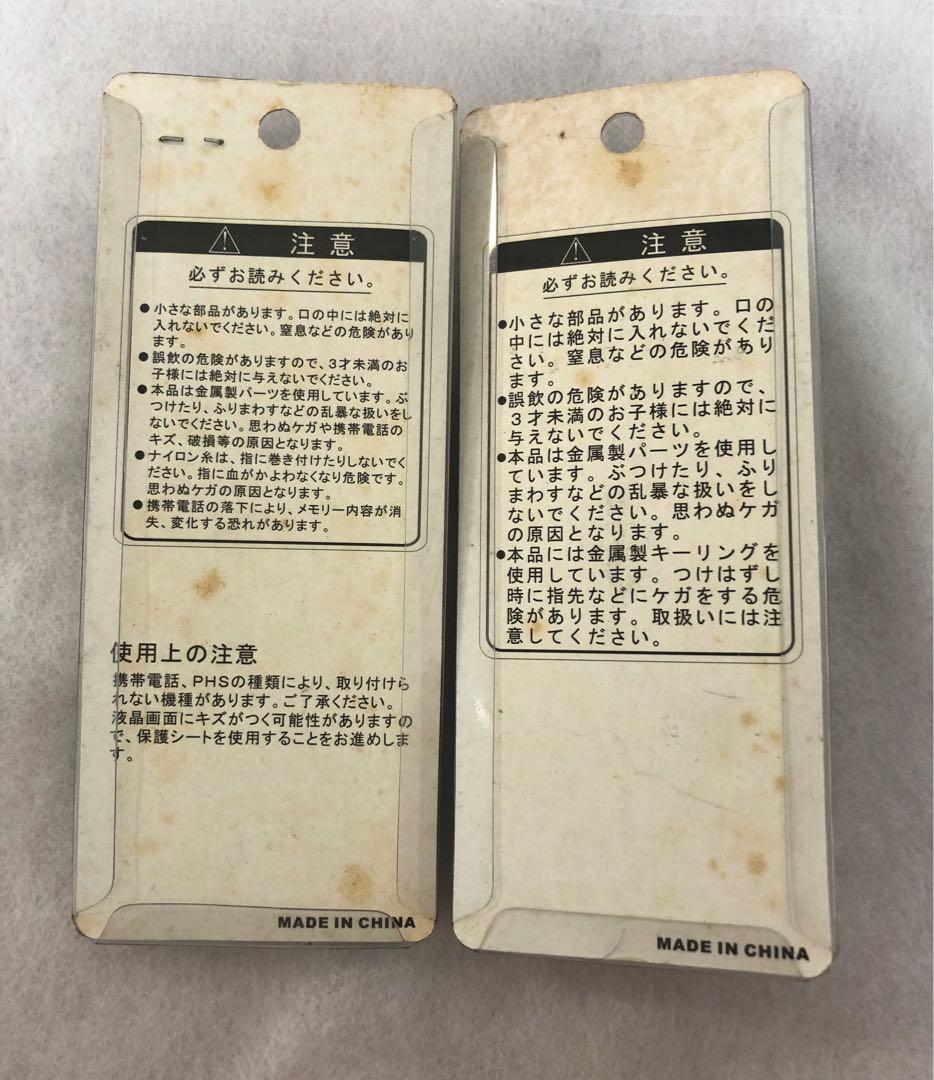 注意
必ずお読みください。
●小さな部品があります。口の中には絶対に
入れないでください。窒息などの危険があり
ます。
●誤飲の危険がありますので、3才未満のお
子様には絶対に与えないでください。
●本品は金属製パーツを使用しています。ぶ
つけたり、ふりまわすなどの乱暴な扱いをし
ないでください。思わぬケガや携帯電話の
キズ、破損等の原因となります。
●ナイロン糸は、指に巻き付けたりしないでく
ださい。指に血がかよわなくなり危険です。
思わぬケガの原因となります。
●携帯電話の落下により、メモリー内容が消
失、変化する恐れがあります。
使用上の注意
携帯電話、PHSの種類により、取り付けら
れない機種があります。ご了承ください。
液晶画面にキズがつく可能性がありますの
で、保護シートを使用することをお進めしま
す。
MADE IN CHINA
注意
必ずお読みください。
●小さな部品があります。口の
中には絶対に入れないでくだ
さい。窒息などの危険があり
ます。
●誤飲の危険がありますので、
3才未満のお子様には絶対に
与えないでください。
●本品は金属製パーツを使用し
ています。ぶつけたり、ふり
まわすなどの乱暴な扱いをし
ないでください。思わぬケガ
の原因となります。
●本品には金属製キーリングを
使用しています。つけはずし
時に指先などにケガをする危
険があります。取扱いには注
意してください。
MADE IN CHINA